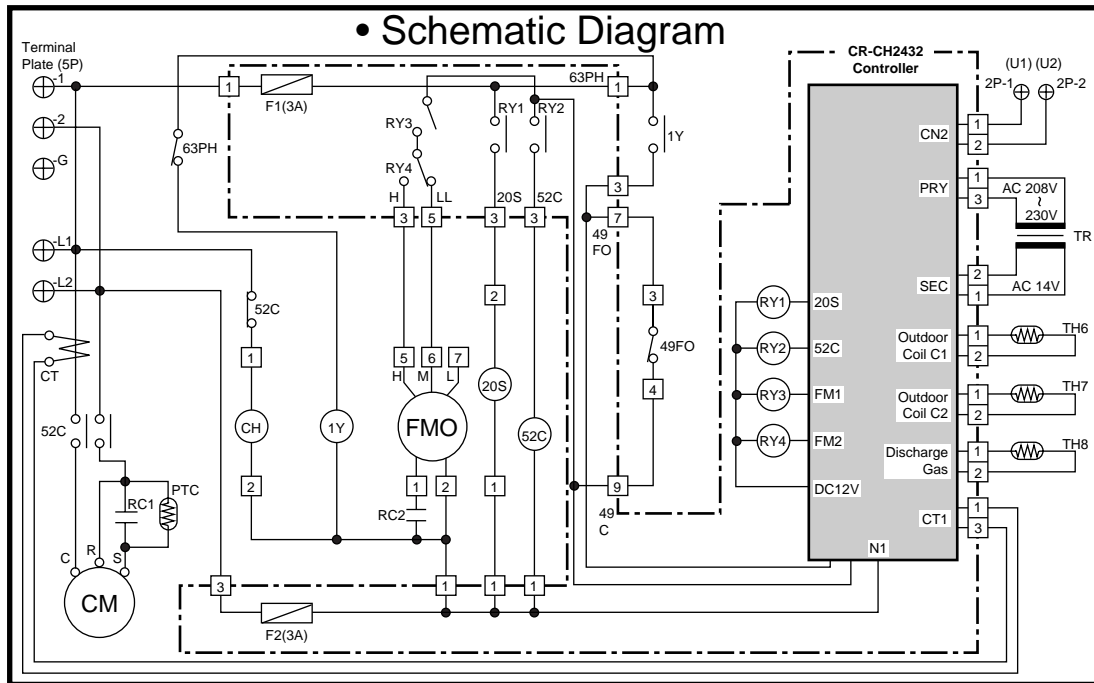 • Schematic Diagram
Terminal
Plate (5P)
-1
-2
-G
-L1
-L2
CT
52C
RC1
PTC
C
R
S
CM
63PH
1
F1(3A)
63PH
1
RY3
RY4
RY1
RY2
H
LL
20S
52C
3
5
3
3
1Y
3
7
49
FO
52C
1
CH
2
1Y
5
6
7
H
M
L
FMO
1
2
RC2
2
20S
1
52C
3
49FO
4
9
49
C
3
F2(3A)
1
1
1
CR-CH2432
Controller
(U1) (U2)
2P-1
2P-2
CN2
1
2
PRY
1
3
AC 208V
~
230V
TR
SEC
2
1
AC 14V
RY1
20S
RY2
52C
RY3
FM1
RY4
FM2
DC12V
Outdoor
Coil C1
1
2
TH6
Outdoor
Coil C2
1
2
TH7
Discharge
Gas
1
2
TH8
CT1
1
3
N1